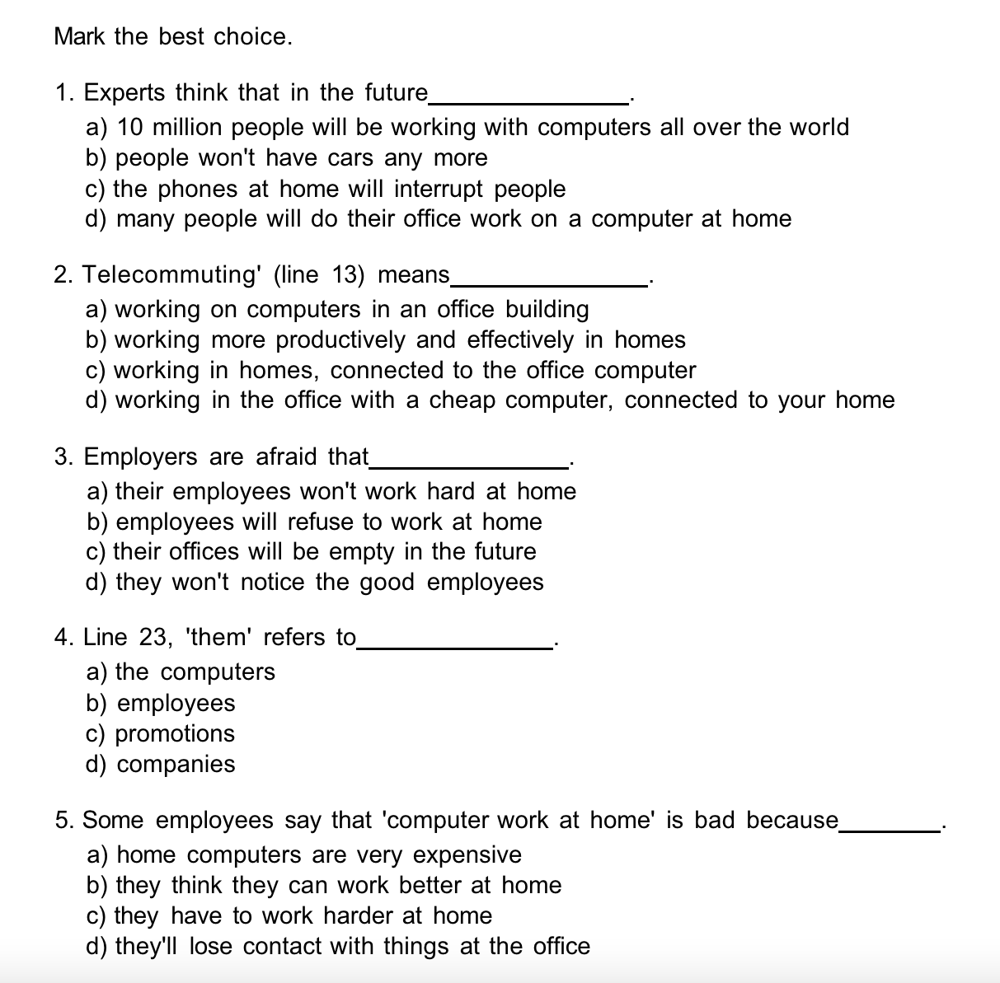 Mark the best choice.
1. Experts think that in the future_______________.
a) 10 million people will be working with computers all over the world
b) people won't have cars any more
c) the phones at home will interrupt people
d) many people will do their office work on a computer at home
2. Telecommuting' (line 13) means_______________.
a) working on computers in an office building
b) working more productively and effectively in homes
c) working in homes, connected to the office computer
d) working in the office with a cheap computer, connected to your home
3. Employers are afraid that_______________.
a) their employees won't work hard at home
b) employees will refuse to work at home
c) their offices will be empty in the future
d) they won't notice the good employees
4. Line 23, 'them' refers to_______________.
a) the computers
b) employees
c) promotions
d) companies
5. Some employees say that 'computer work at home' is bad because________.
a) home computers are very expensive
b) they think they can work better at home
c) they have to work harder at home
d) they'll lose contact with things at the office